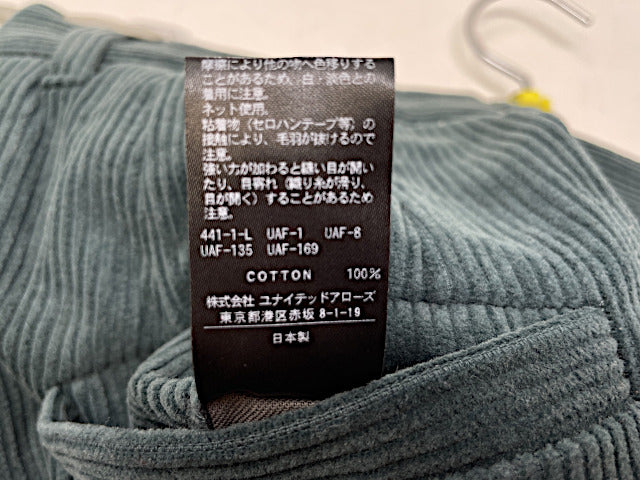 摩擦により他の物へ色移りする
ことがあるため、白・淡色との
着用に注意。
ネット使用。
粘着物（セロハンテープ等）の
接触により、毛羽が抜けるので
注意。
強い力が加わると縫い目が開い
たり、目寄れ（縫り糸が滑り、
目が開く）することがあるため
注意。
441-1-L UAF-1 UAF-8
UAF-135 UAF-169
COTTON 100%
株式会社 ユナイテッドアローズ
東京都港区赤坂 8-1-19
日本製